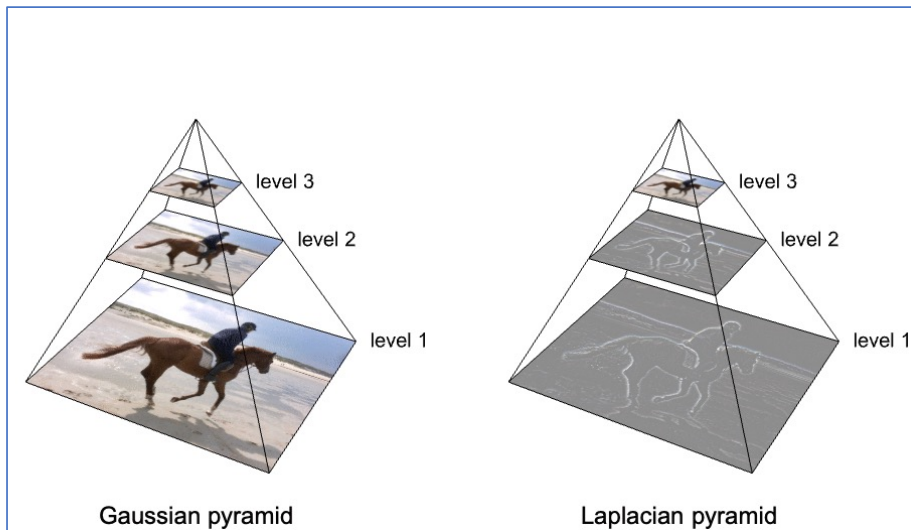 level 3
level 2
level 1
Gaussian pyramid
level 3
level 2
level 1
Laplacian pyramid